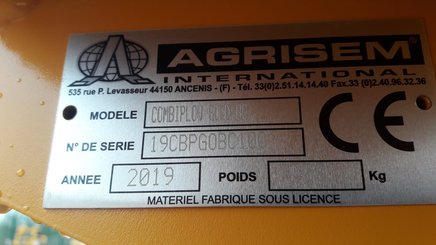 AGRISEM®
INTERNATIONAL
535 rue P. Levasseur 44150 ANCENIS - (F) - Tél. 33(0)2.51.14.14.40 Fax.33 (0)2.40.96.32.36
MODELE COMBIPLOW
N° DE SERIE
ANNEE 2019 POIDS Kg
MATERIEL FABRIQUE SOUS LICENCE
CE